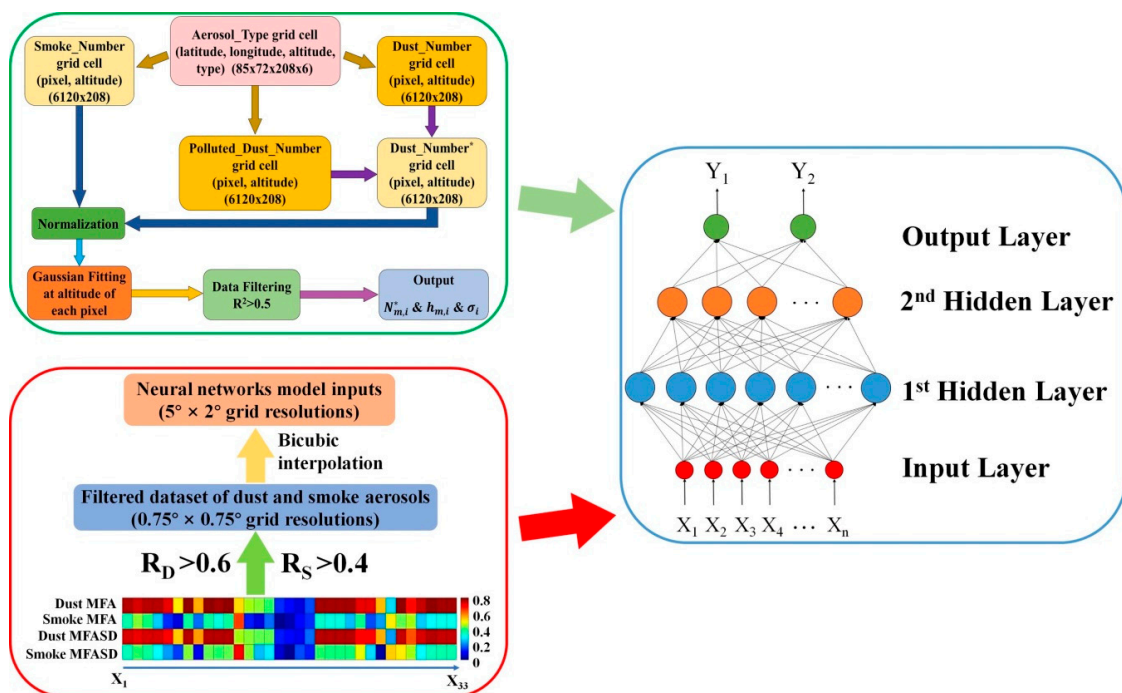 Smoke_Number
grid cell
(pixel, altitude)
(6120x208)
Aerosol_Type grid cell
(latitude, longitude, altitude,
type) (85x72x208x6)
Dust_Number
grid cell
(pixel, altitude)
(6120x208)
Polluted_Dust_Number
grid cell
(pixel, altitude)
(6120x208)
Dust_Number*
grid cell
(pixel, altitude)
(6120x208)
Normalization
Gaussian Fitting
at altitude of
each pixel
Data Filtering
R²>0.5
Output
N*m,i & hm,i & σi
Neural networks model inputs
(5° × 2° grid resolutions)
Bicubic
interpolation
Filtered dataset of dust and smoke aerosols
(0.75° × 0.75° grid resolutions)
RD >0.6 RS >0.4
Dust MFA
Smoke MFA
Dust MFASD
Smoke MFASD
0.8
0.6
0.4
0.2
0
X1 X33
Y1 Y2
Output Layer
2nd Hidden Layer
1st Hidden Layer
Input Layer
X1 X2 X3 X4 ... Xn